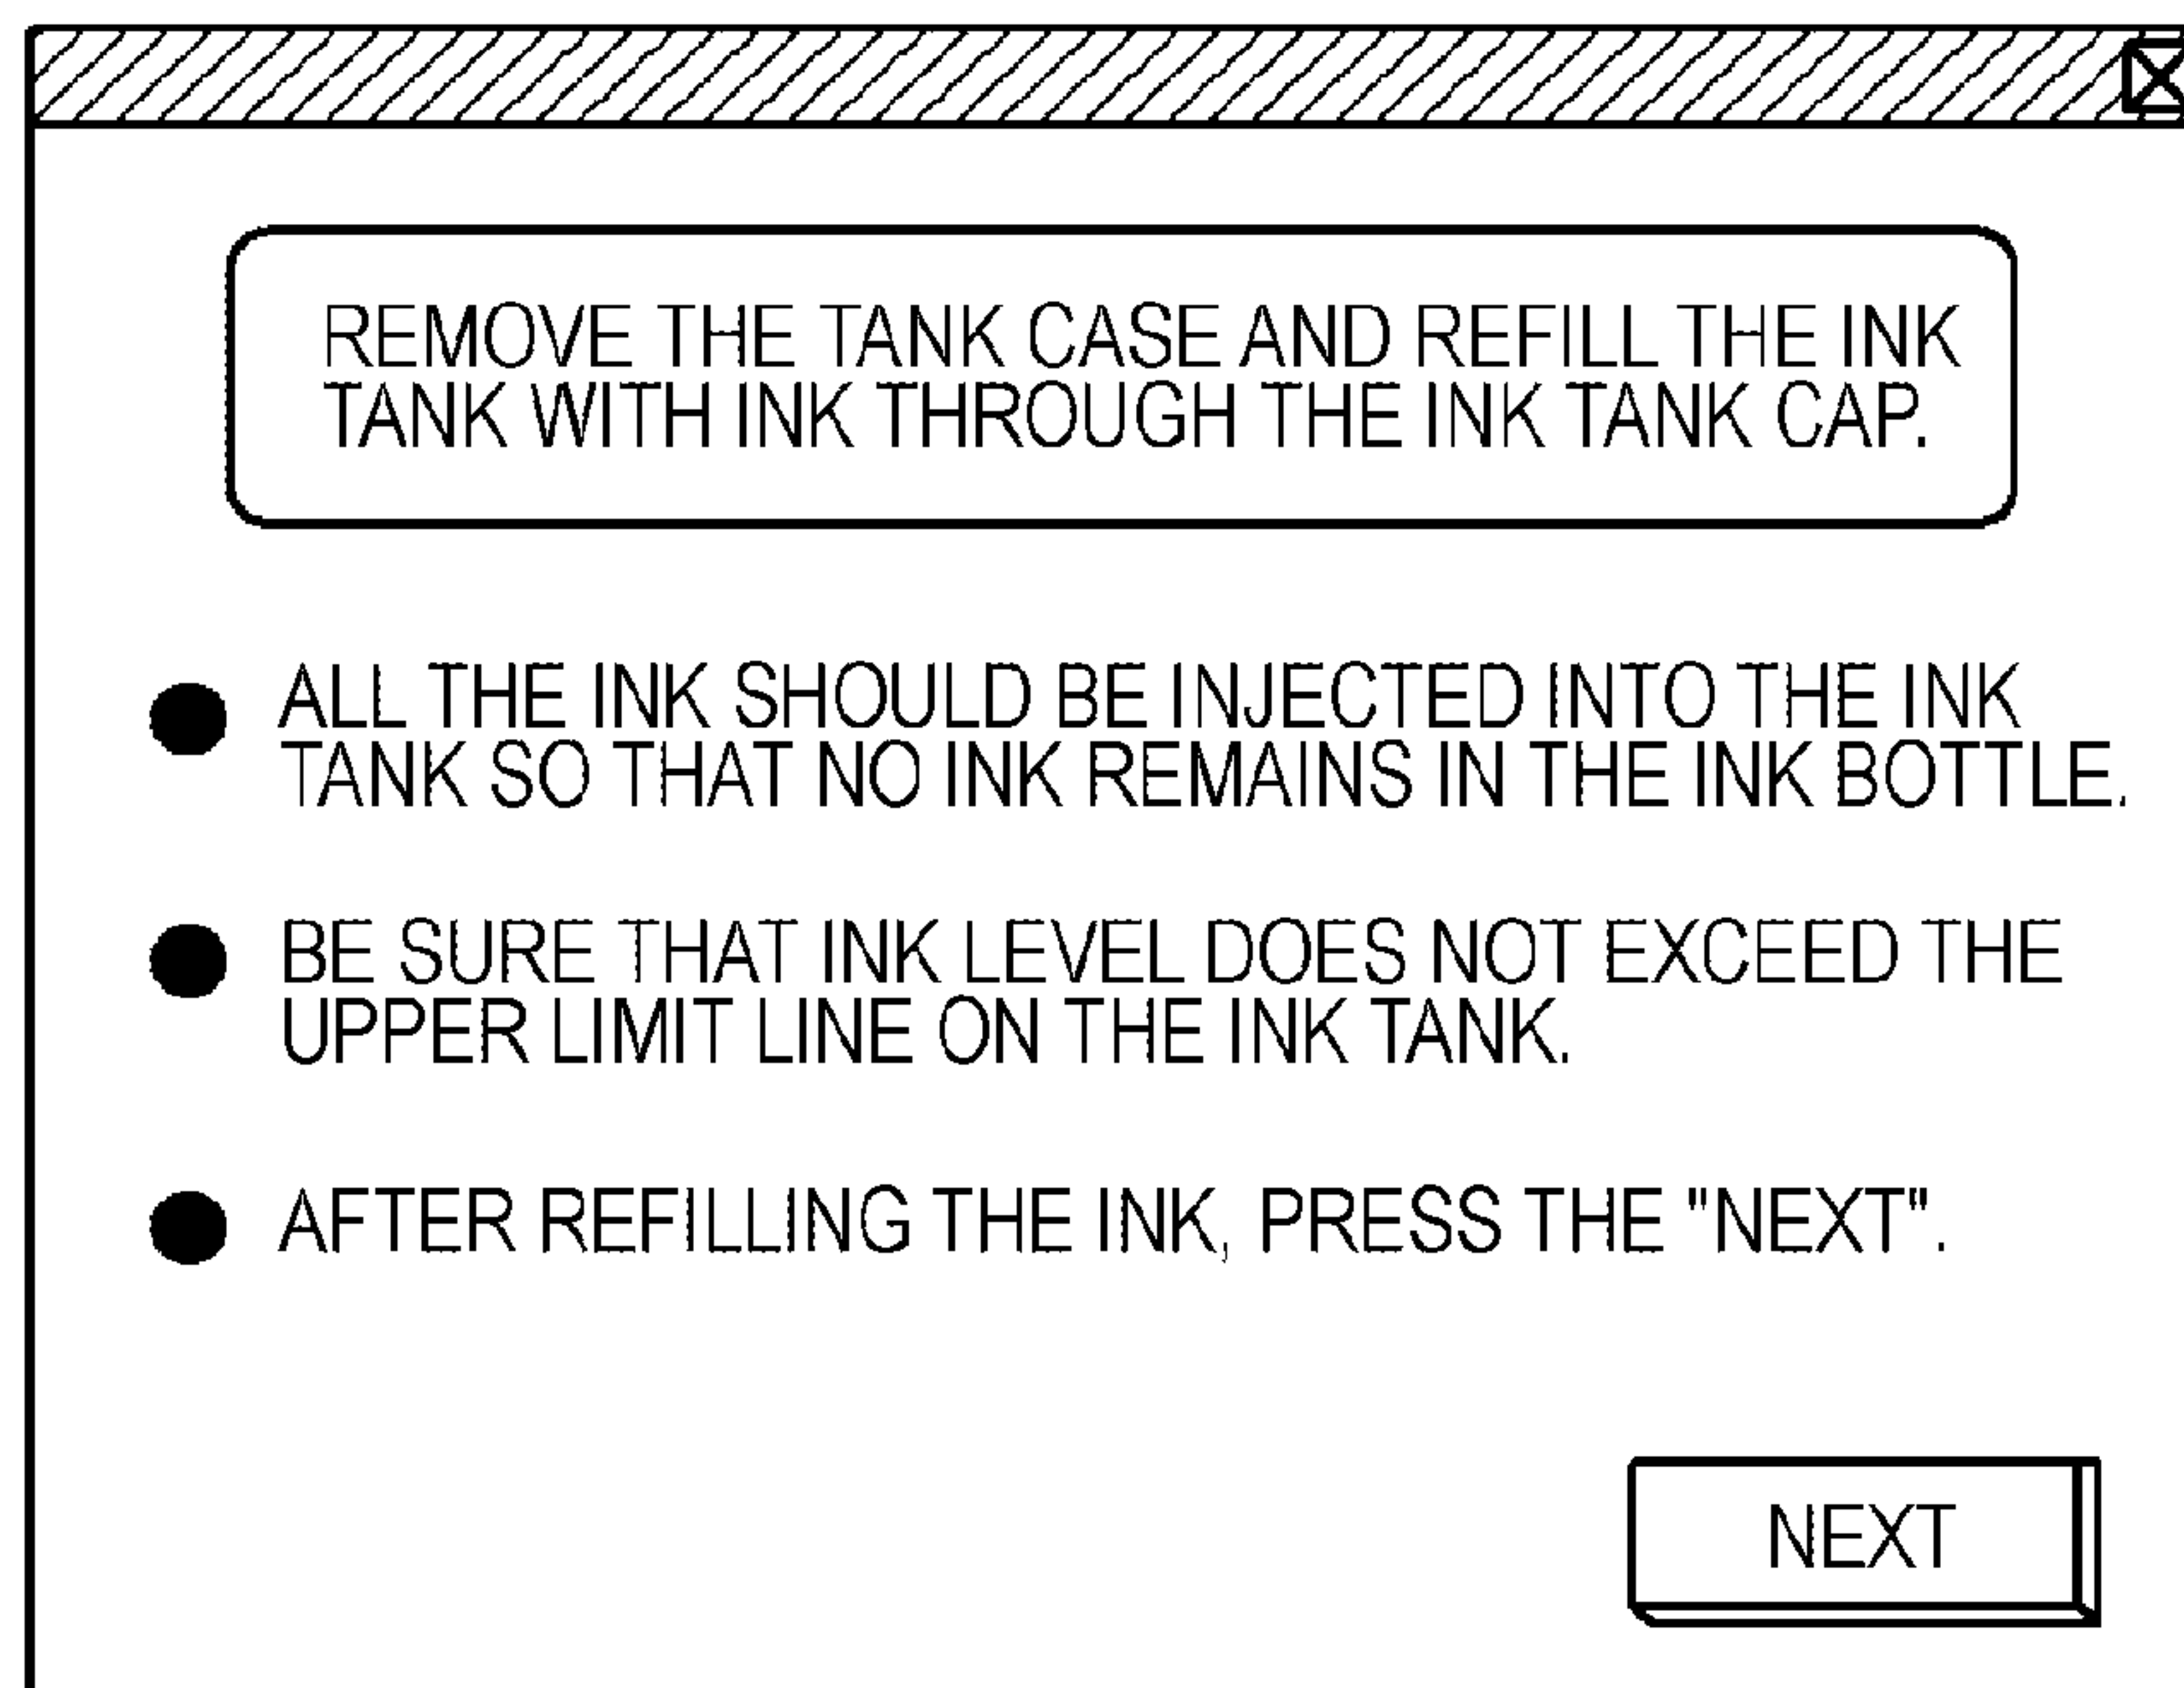 REMOVE THE TANK CASE AND REFILL THE INK
TANK WITH INK THROUGH THE INK TANK CAP.
ALL THE INK SHOULD BE INJECTED INTO THE INK
TANK SO THAT NO INK REMAINS IN THE INK BOTTLE.
BE SURE THAT INK LEVEL DOES NOT EXCEED THE
UPPER LIMIT LINE ON THE INK TANK.
AFTER REFILLING THE INK, PRESS THE "NEXT".
NEXT